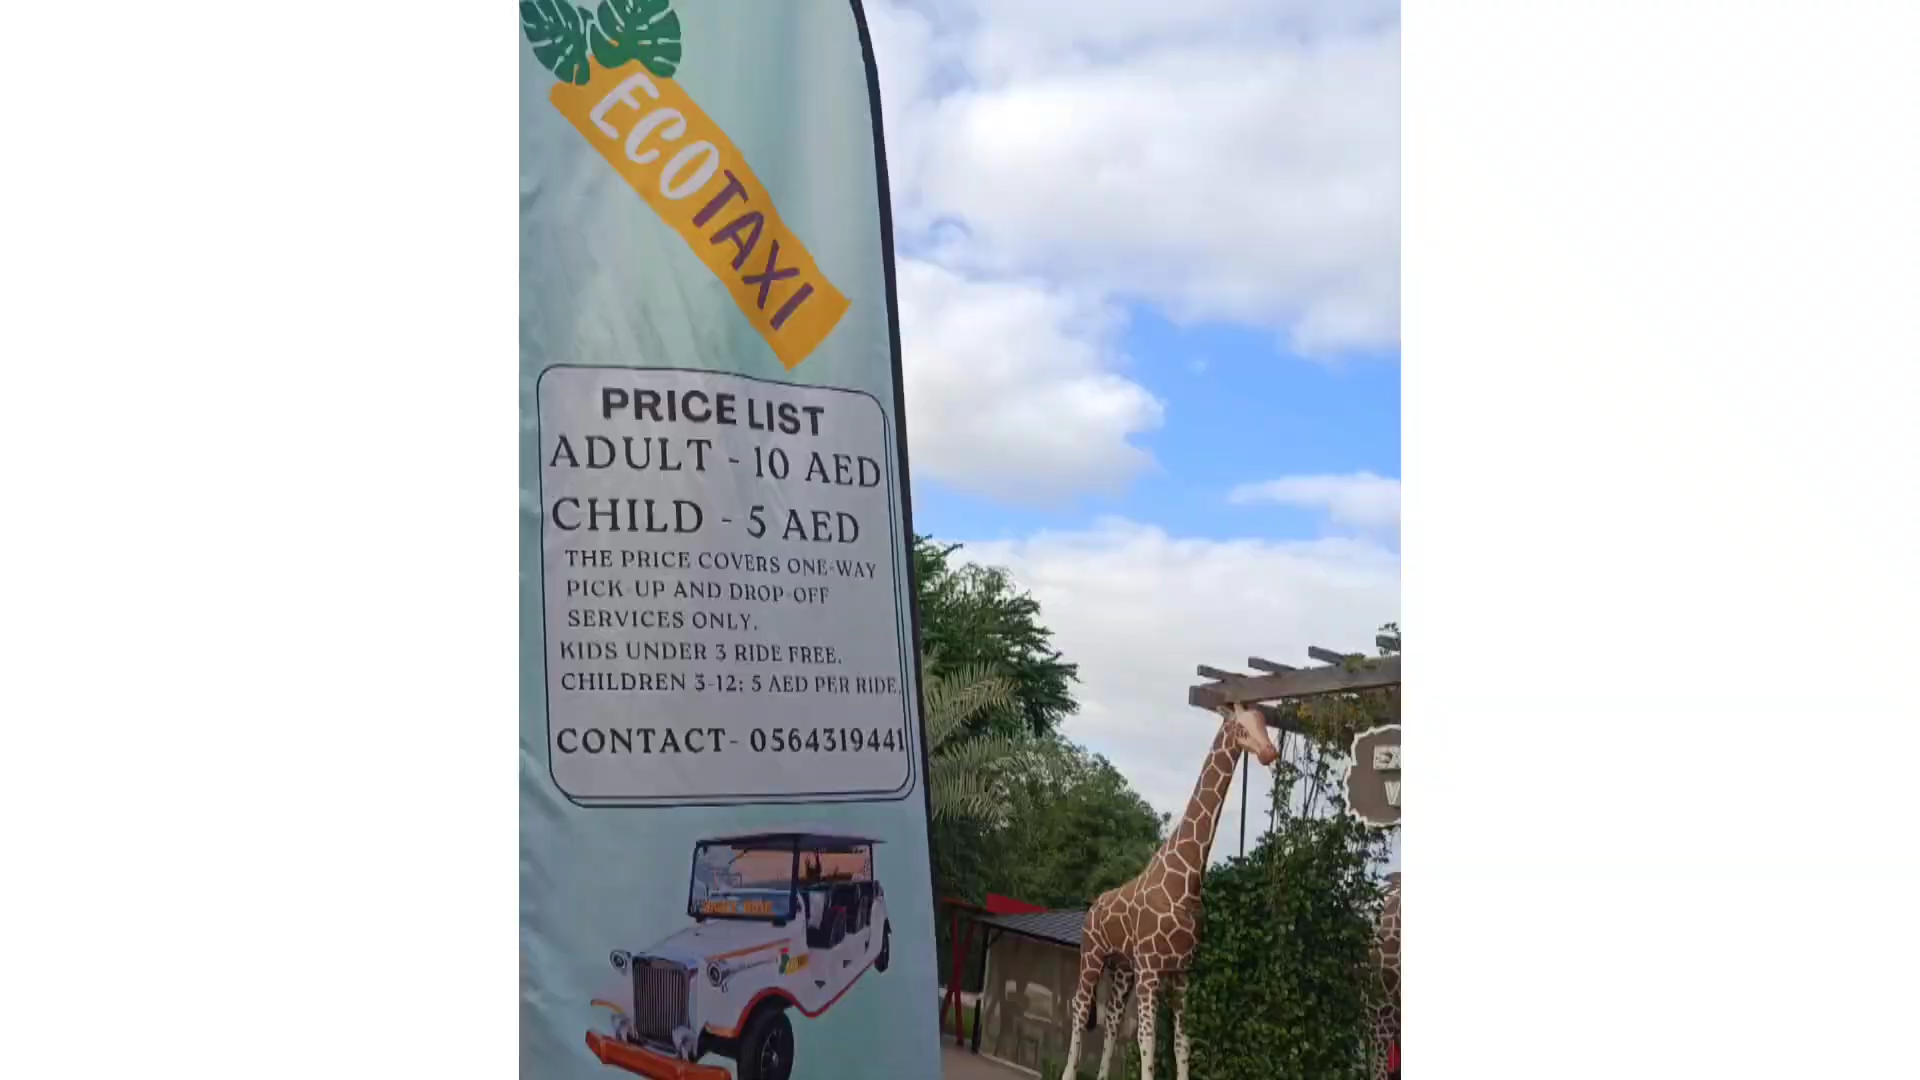 ECOTAXI
PRICE LIST
ADULT - 10 AED
CHILD - 5 AED
THE PRICE COVERS ONE-WAY
PICK-UP AND DROP-OFF
SERVICES ONLY.
KIDS UNDER 3 RIDE FREE.
CHILDREN 3-12: 5 AED PER RIDE.
CONTACT- 0564319441